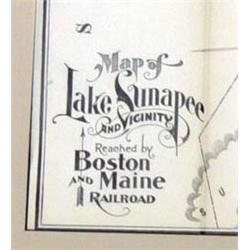 S
Map of
Lake Sunapee
AND VICINITY
Reached by
Boston
AND Maine
RAILROAD
S U